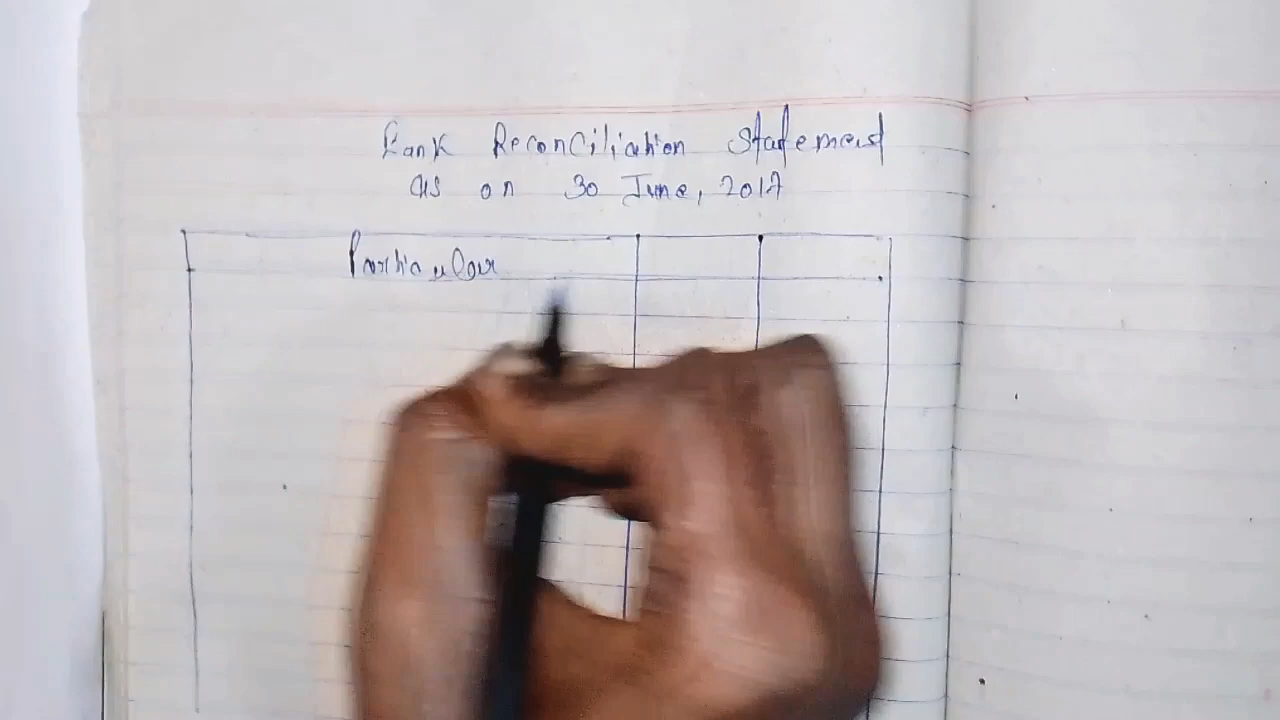 Bank Reconciliation Statement
as on 30 June, 2017
Particular